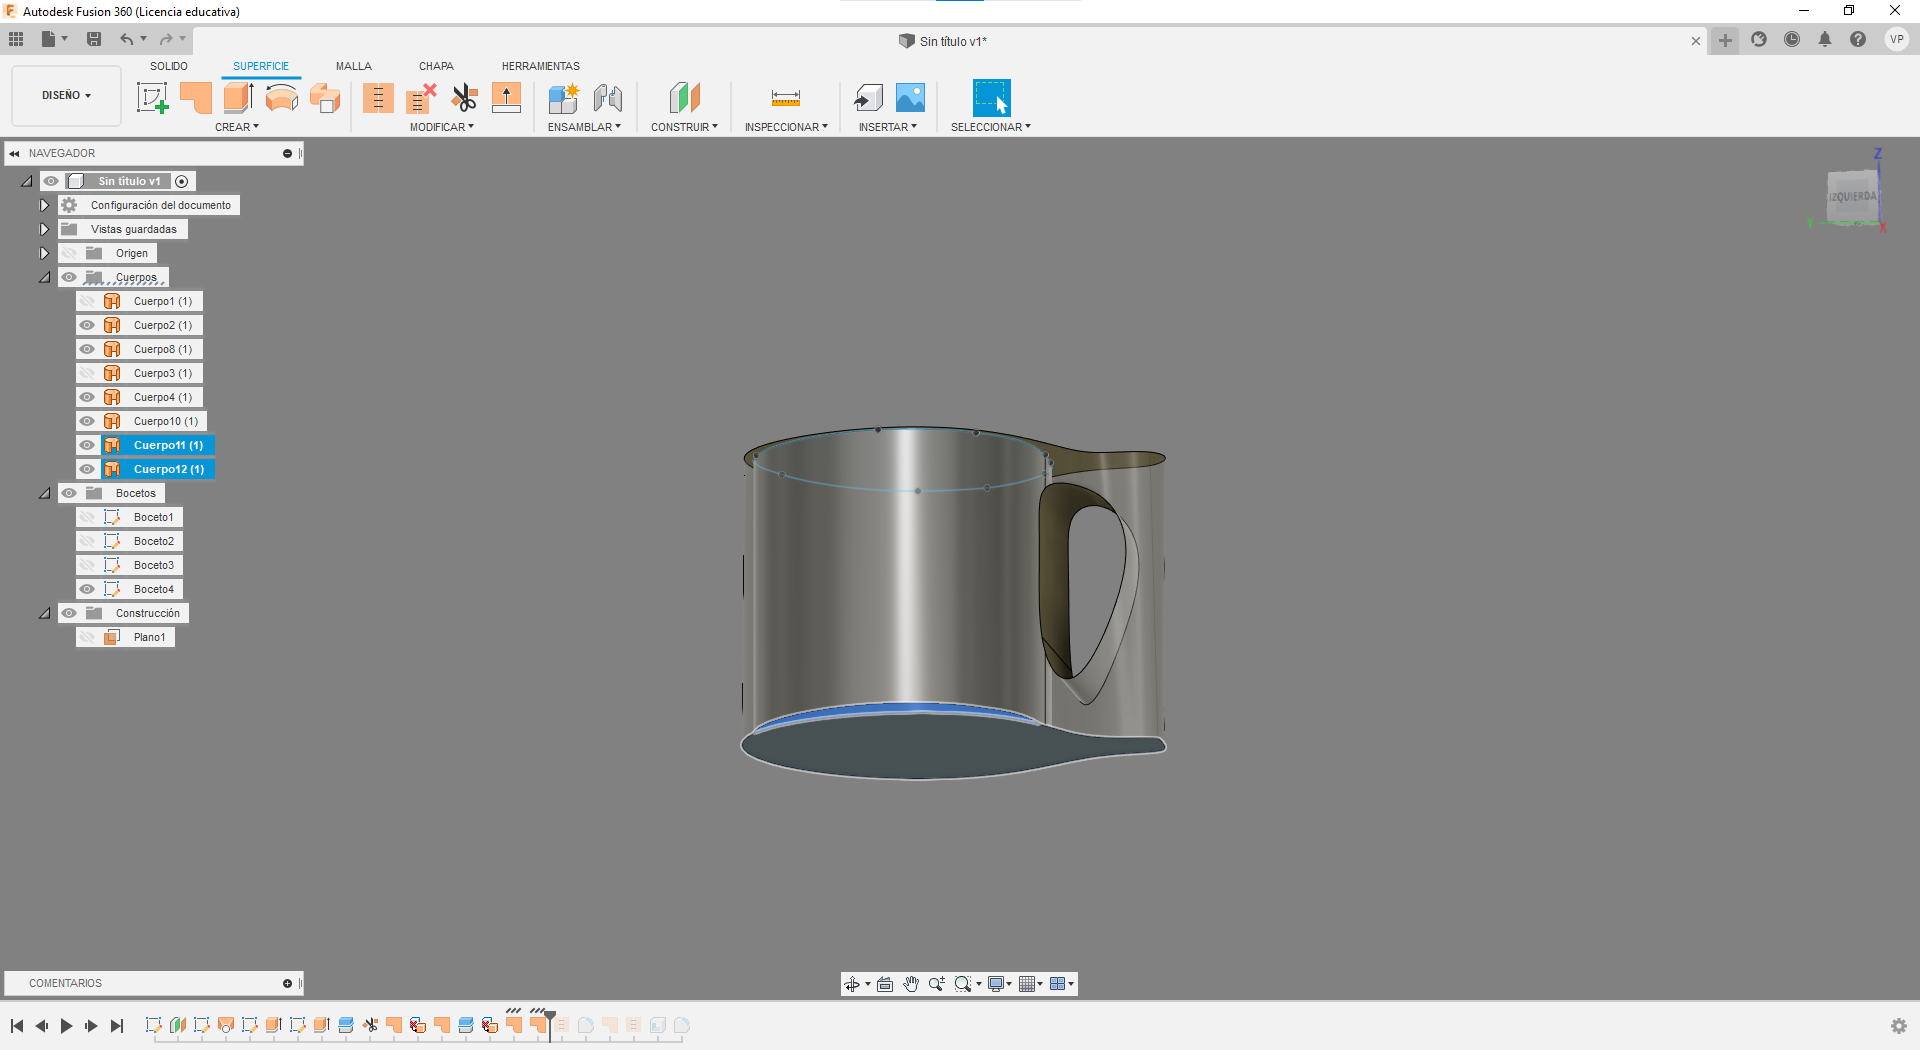 Autodesk Fusion 360 (Licencia educativa)
Sin título v1*
VP
DISEÑO
SOLIDO
SUPERFICIE
MALLA
CHAPA
HERRAMIENTAS
CREAR
MODIFICAR
ENSAMBLAR
CONSTRUIR
INSPECCIONAR
INSERTAR
SELECCIONAR
NAVEGADOR
Sin título v1
Configuración del documento
Vistas guardadas
Origen
Cuerpos
Cuerpo1 (1)
Cuerpo2 (1)
Cuerpo8 (1)
Cuerpo3 (1)
Cuerpo4 (1)
Cuerpo10 (1)
Cuerpo11 (1)
Cuerpo12 (1)
Bocetos
Boceto1
Boceto2
Boceto3
Boceto4
Construcción
Plano1
Z
IZQUIERDA
Y
X
COMENTARIOS